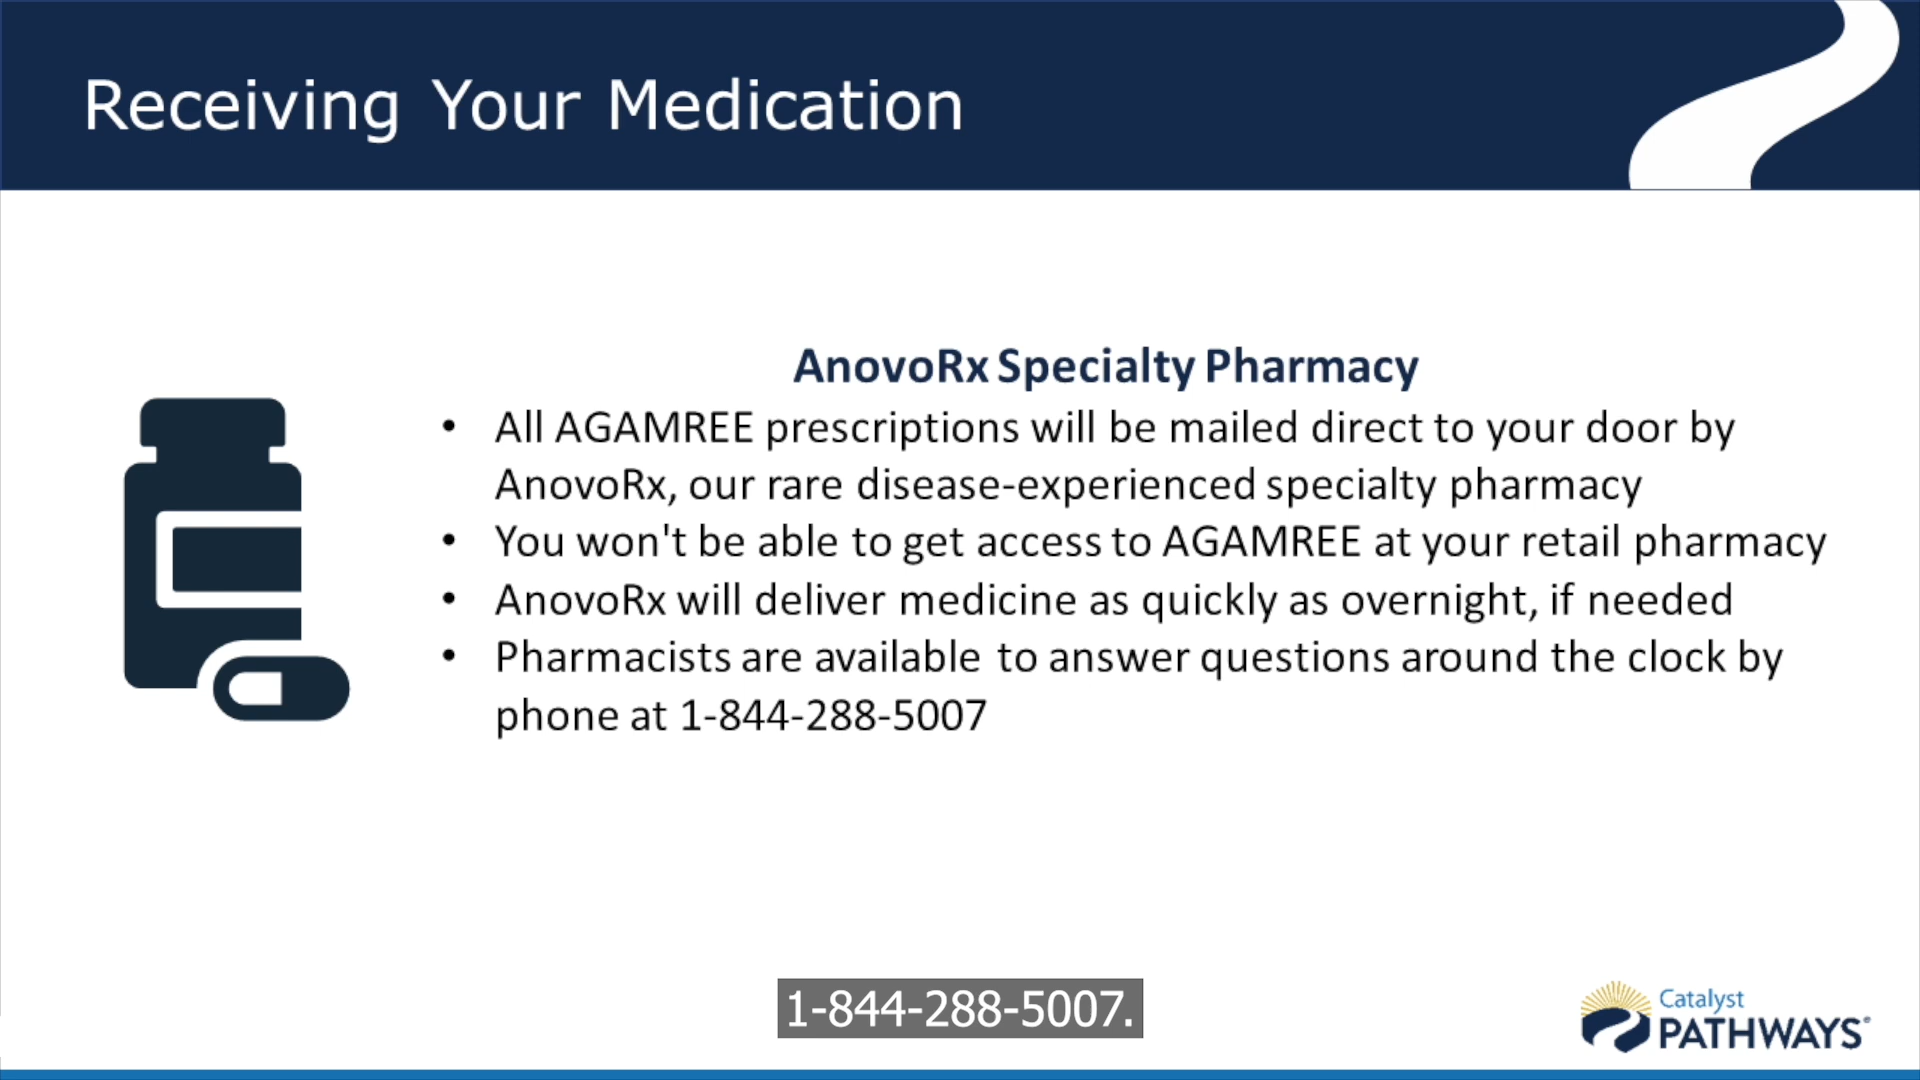 Receiving Your Medication
AnovoRx Specialty Pharmacy
• All AGAMREE prescriptions will be mailed direct to your door by
AnovoRx, our rare disease-experienced specialty pharmacy
• You won't be able to get access to AGAMREE at your retail pharmacy
• AnovoRx will deliver medicine as quickly as overnight, if needed
• Pharmacists are available to answer questions around the clock by
phone at 1-844-288-5007
1-844-288-5007.
Catalyst
PATHWAYS®